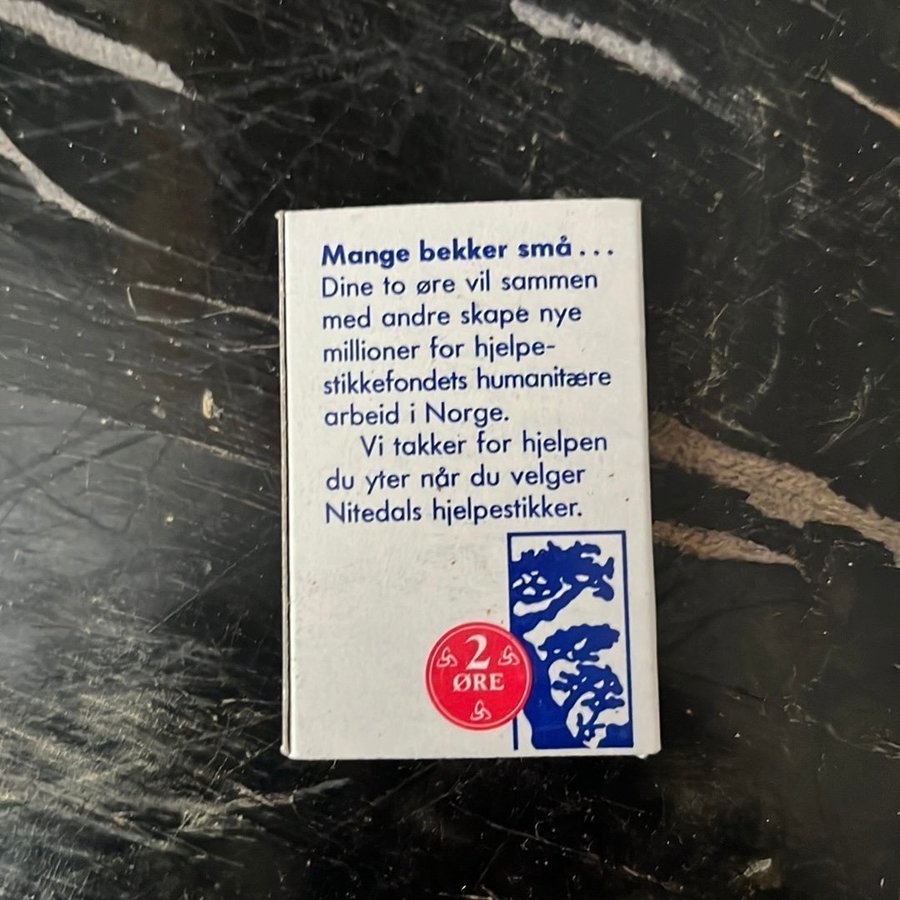 Mange bekker små...
Dine to øre vil sammen
med andre skape nye
millioner for hjelpe-
stikkefondets humanitære
arbeid i Norge.
Vi takker for hjelpen
du yter når du velger
Nitedals hjelpestikker.
2
ØRE